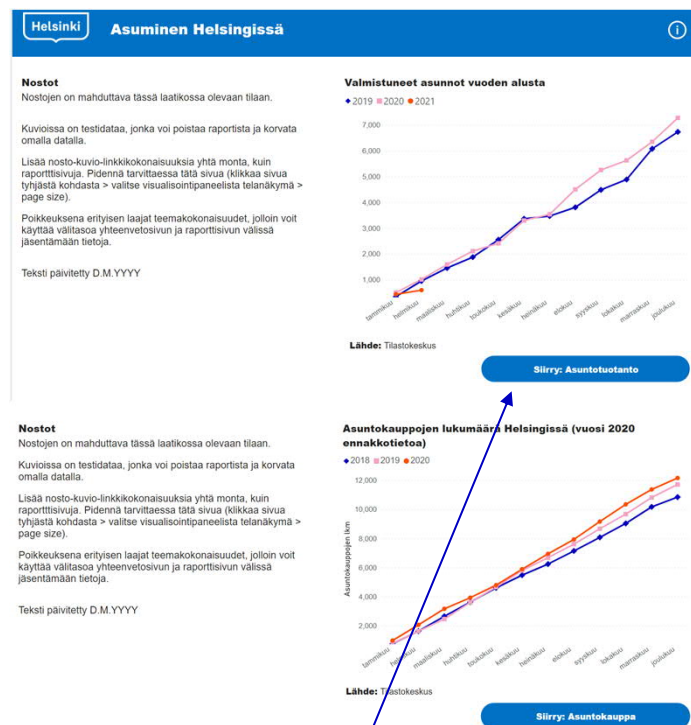 Helsinki
Asuminen Helsingissä
Nostot
Nostojen on mahduttava tässä laatikossa olevaan tilaan.
Kuvioissa on testidataa, jonka voi poistaa raportista ja korvata
omalla datalla.
Lisää nosto-kuvio-linkkikokonaisuuksia yhtä monta, kuin
raportttisivuja. Pidennä tarvittaessa tätä sivua (klikkaa sivua
tyhjästä kohdasta > valitse visualisointipaneelista telanäkymä >
page size).
Poikkeuksena erityisen laajat teemakokonaisuudet, jolloin voit
käyttää välitasoa yhteenvetosivun ja raporttisivun välissä
jäsentämään tietoja.
Teksti päivitetty D.M.YYYY
Valmistuneet asunnot vuoden alusta
2019 2020 2021
7,000
6,000
5,000
4,000
3,000
2,000
1,000
tammikuu helmikuu maaliskuu huhtikuu toukokuu kesäkuu heinäkuu elokuu syyskuu lokakuu marraskuu joulukuu
Lähde: Tilastokeskus
Siirry: Asuntotuotanto
Nostot
Nostojen on mahduttava tässä laatikossa olevaan tilaan.
Kuvioissa on testidataa, jonka voi poistaa raportista ja korvata
omalla datalla.
Lisää nosto-kuvio-linkkikokonaisuuksia yhtä monta, kuin
raportttisivuja. Pidennä tarvittaessa tätä sivua (klikkaa sivua
tyhjästä kohdasta > valitse visualisointipaneelista telanäkymä >
page size).
Poikkeuksena erityisen laajat teemakokonaisuudet, jolloin voit
käyttää välitasoa yhteenvetosivun ja raporttisivun välissä
jäsentämään tietoja.
Teksti päivitetty D.M.YYYY
Asuntokauppojen lukumäärä Helsingissä (vuosi 2020
ennakkotietoa)
2018 2019 2020
Asuntokauppojen lkm
12,000
10,000
8,000
6,000
4,000
2,000
tammikuu helmikuu maaliskuu huhtikuu toukokuu kesäkuu heinäkuu elokuu syyskuu lokakuu marraskuu joulukuu
Lähde: Tilastokeskus
Siirry: Asuntokauppa